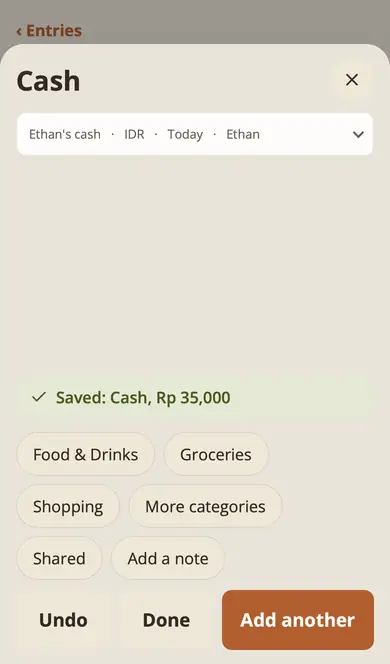 ‹ Entries
Cash
Ethan's cash · IDR · Today · Ethan
Saved: Cash, Rp 35,000
Food & Drinks Groceries
Shopping More categories
Shared Add a note
Undo Done Add another